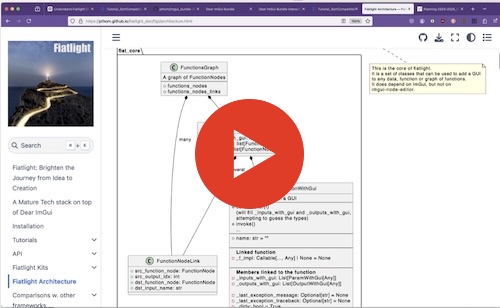 Fiatlight Architecture — F
pthom.github.io/fiatlight_doc/flgt/architecture.html
Fiatlight
Search
+ K
Fiatlight: Brighten the
Journey from Idea to
Creation
A Mature Tech stack on top
of Dear ImGui
Installation
Tutorials
API
Fiatlight Kits
Fiatlight Architecture
Comparisons w. other
frameworks
fiat_core
C
FunctionsGraph
A graph of FunctionNodes
functions_nodes
functions_nodes_links
This is the core of fiatlight.
It is a set of classes that can be used to add a GUI
to any data, function or graph of functions.
It does depend on ImGui, but not on
imgui-node-editor.
many
WithGui
a GUI
(will fill _inputs_with_gui and _outputs_with_gui,
attempting to guess the types)
invoke()
name: str = ""
Linked function
_f_impl: Callable[..., Any] | None = None
Members linked to the function
_inputs_with_gui: list[ParamWithGui[Any]]
_outputs_with_gui: list[OutputWithGui[Any]]
_last_exception_message: Optional[str] = None
_last_exception_traceback: Optional[str] = None
C
FunctionNodeLink
src_function_node: FunctionNode
src_output_idx: int
dst_function_node: FunctionNode
dst_input_name: str